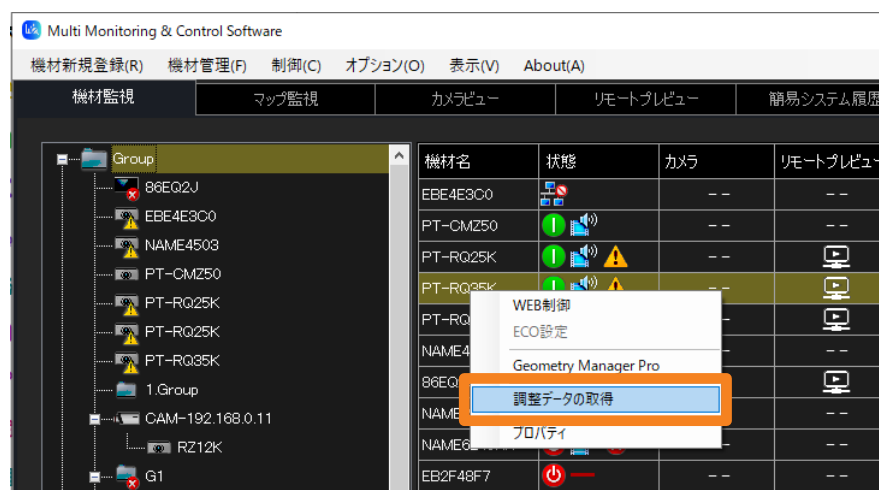 Multi Monitoring & Control Software
機材新規登録(R) 機材管理(F) 制御(C) オプション(O) 表示(V) About(A)
機材監視 マップ監視 カメラビュー リモートプレビュー 簡易システム履歴
Group
86EQ2J
EBE4E3C0
NAME4503
PT-CMZ50
PT-RQ25K
PT-RQ25K
PT-RQ35K
1.Group
CAM-192.168.0.11
RZ12K
G1
機材名 状態 カメラ リモートプレビュー
EBE4E3C0 -- --
PT-CMZ50 -- --
PT-RQ25K --
PT-RQ35K --
PT-RQ
NAME4 --
86EQ
NAME --
NAME6 --
EB2F48F7 -- --
WEB制御
ECO設定
Geometry Manager Pro
調整データの取得
プロパティ